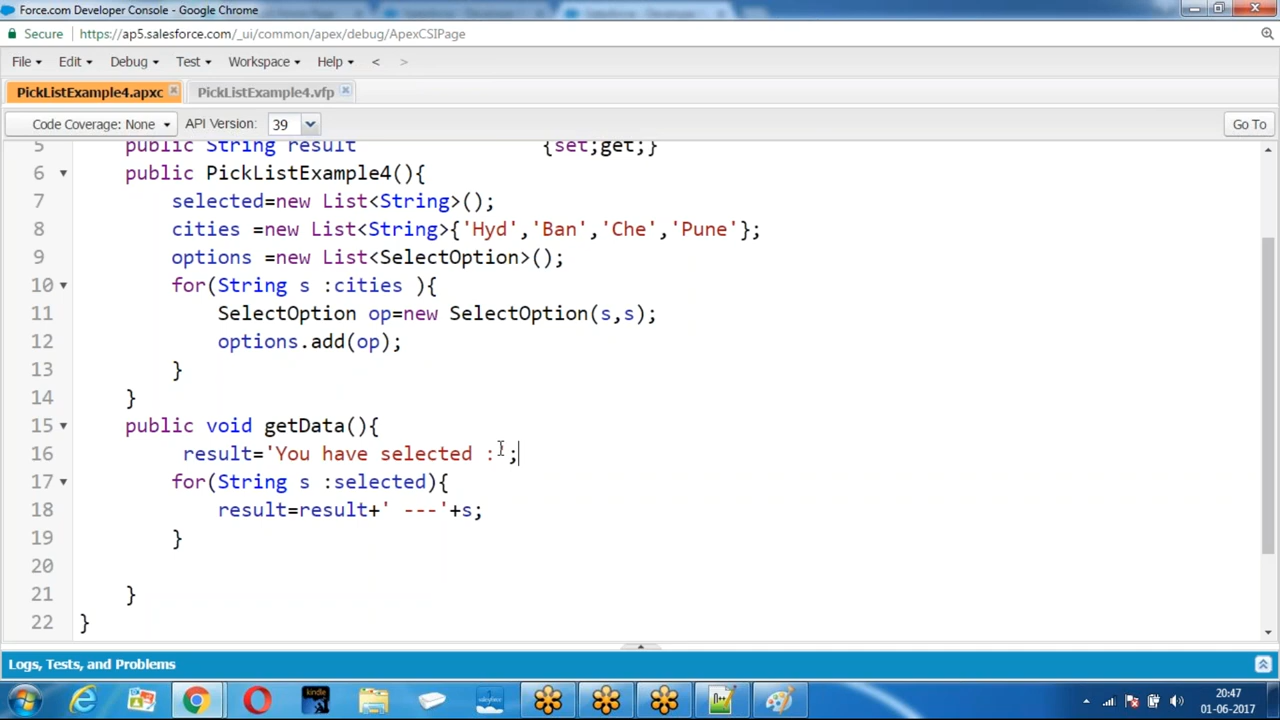 Force.com Developer Console - Google Chrome
Secure https://ap5.salesforce.com/_ui/common/apex/debug/ApexCSIPage
File Edit Debug Test Workspace Help < >
PickListExample4.apxc PickListExample4.vfp
Code Coverage: None API Version: 39 Go To
5 public String result {set;get;}
6 public PickListExample4(){
7 selected=new List<String>();
8 cities =new List<String>{'Hyd','Ban','Che','Pune'};
9 options =new List<SelectOption>();
10 for(String s :cities ){
11 SelectOption op=new SelectOption(s,s);
12 options.add(op);
13 }
14 }
15 public void getData(){
16 result='You have selected :';
17 for(String s :selected){
18 result=result+' ---'+s;
19 }
20
21 }
22 }
Logs, Tests, and Problems
kindle
20:47
01-06-2017